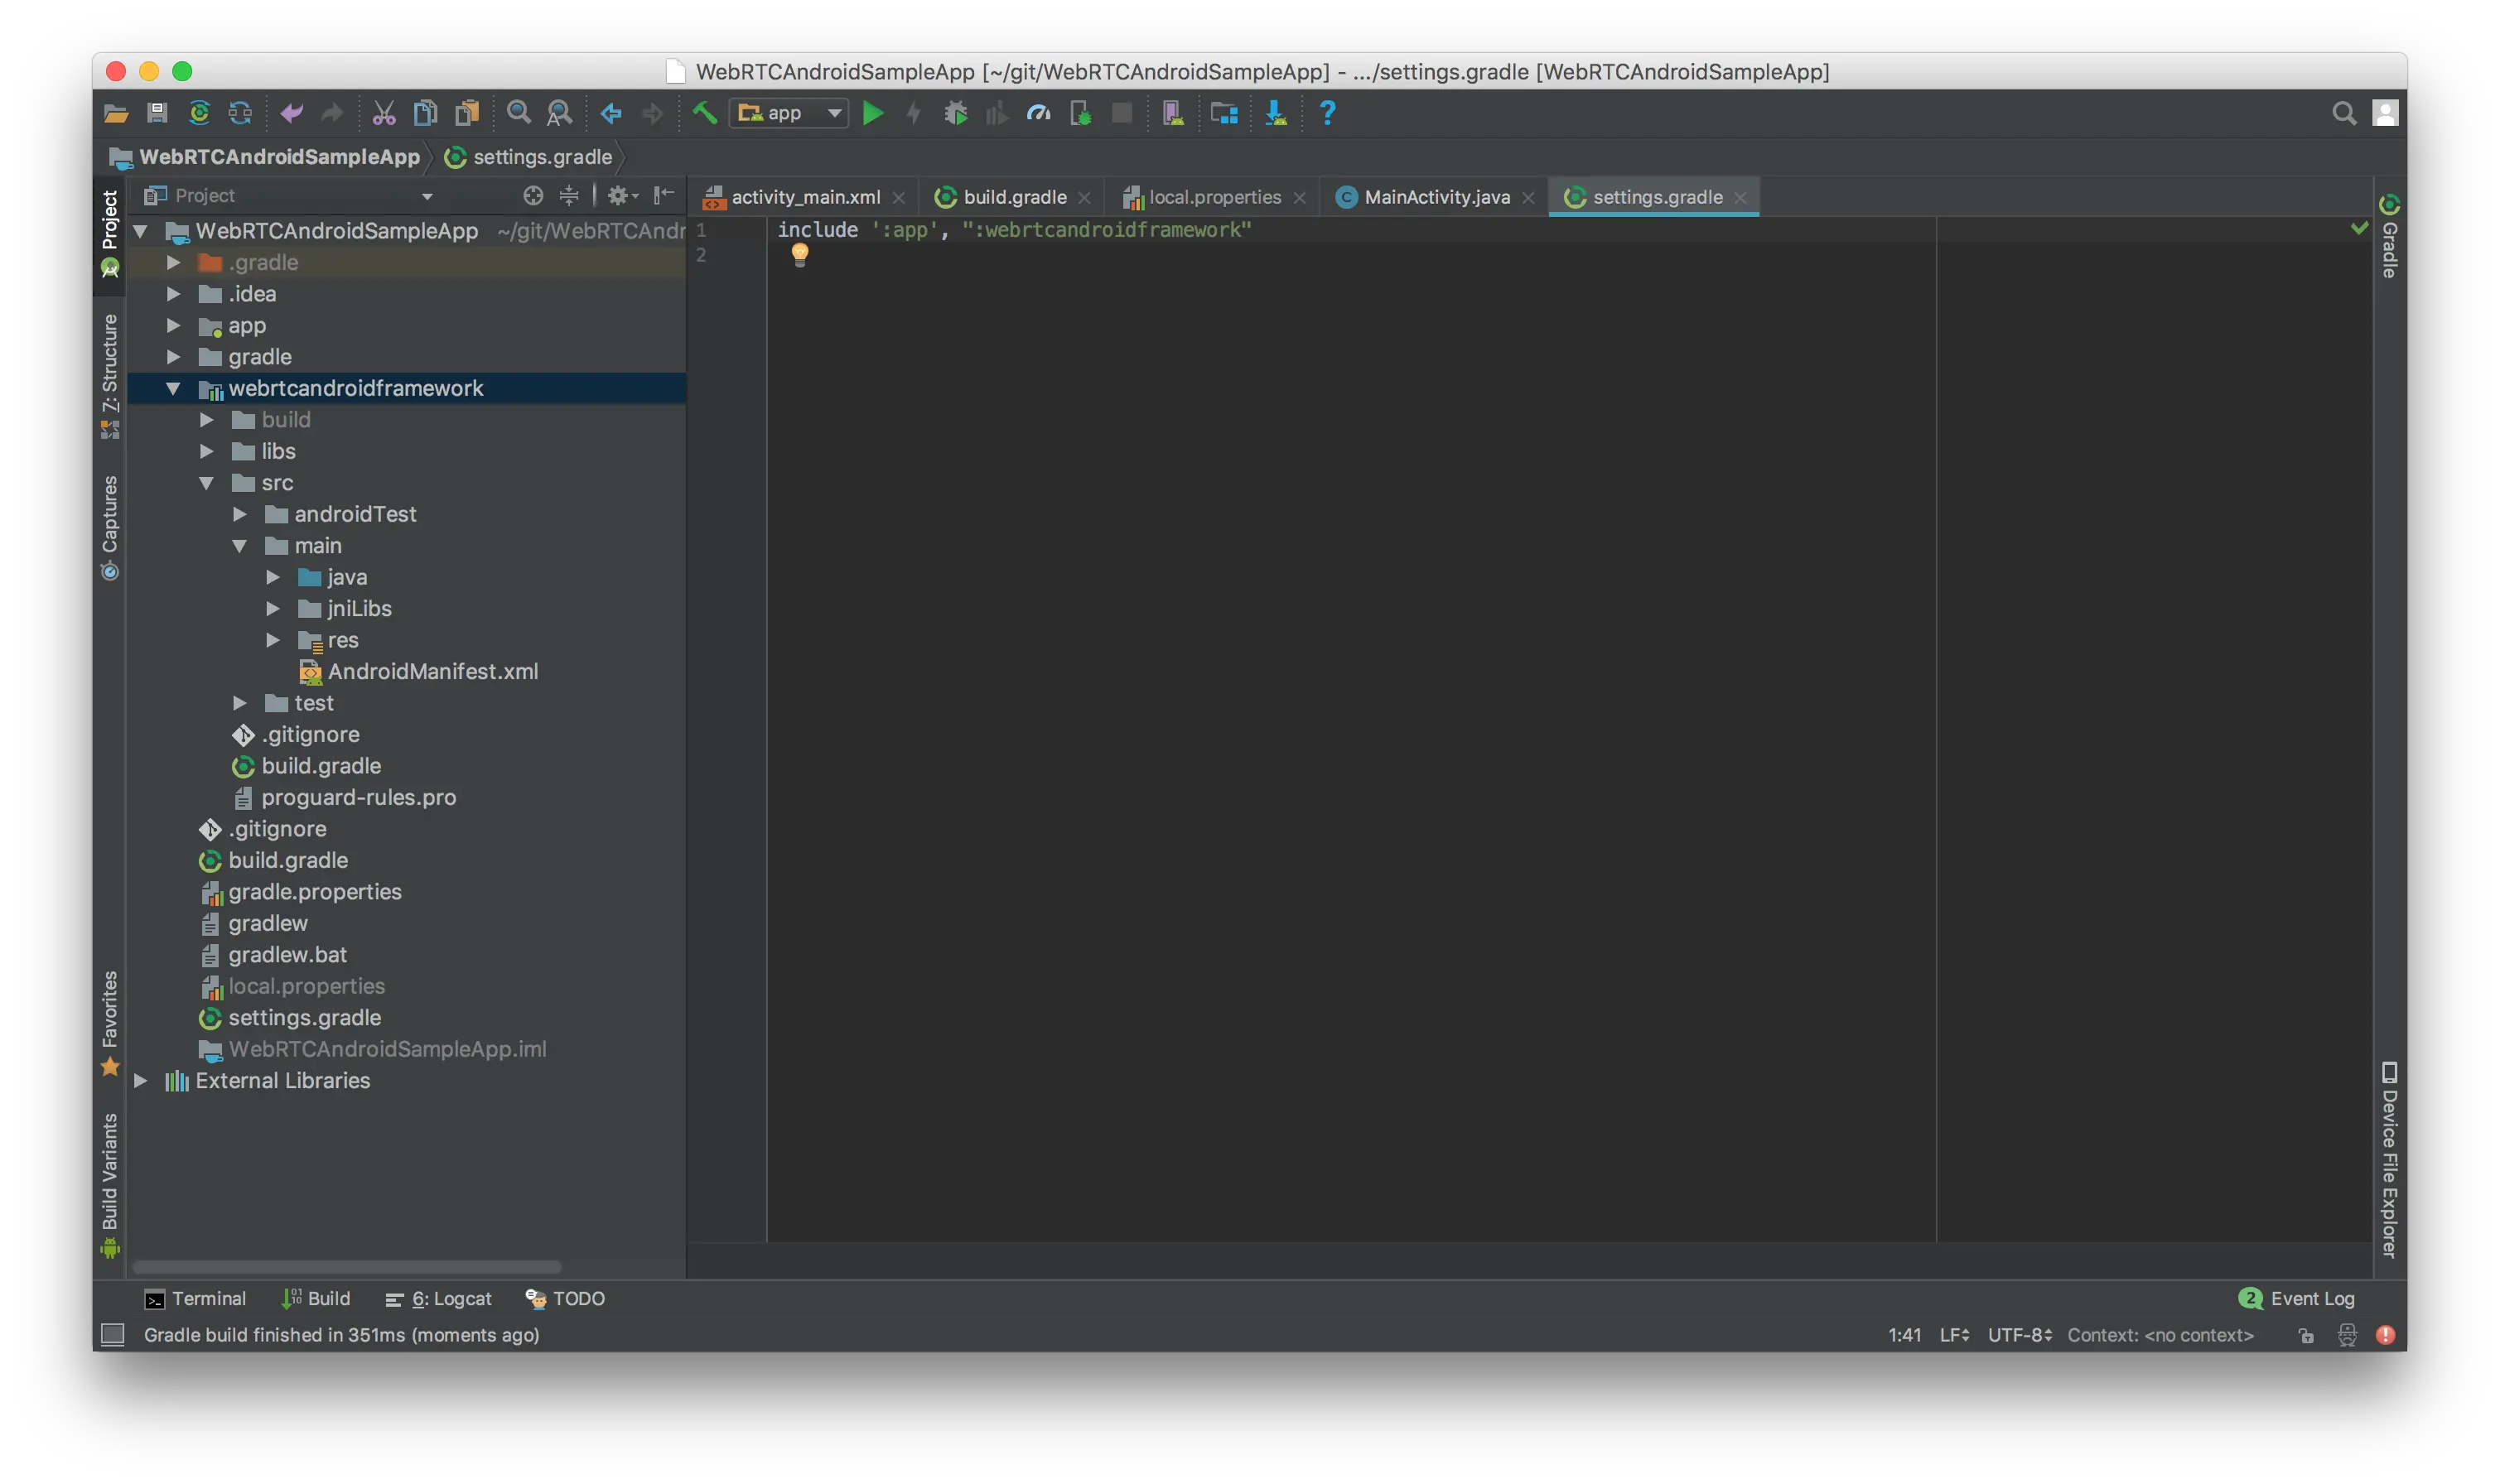 WebRTCAndroidSampleApp [~/git/WebRTCAndroidSampleApp] - .../settings.gradle [WebRTCAndroidSampleApp]
app
WebRTCAndroidSampleApp settings.gradle
Project
activity_main.xml build.gradle local.properties MainActivity.java settings.gradle
Project
Z: Structure
Captures
Favorites
Build Variants
WebRTCAndroidSampleApp ~/git/WebRTCAndr
.gradle
.idea
app
gradle
webrtcandroidframework
build
libs
src
androidTest
main
java
jniLibs
res
AndroidManifest.xml
test
.gitignore
build.gradle
proguard-rules.pro
.gitignore
build.gradle
gradle.properties
gradlew
gradlew.bat
local.properties
settings.gradle
WebRTCAndroidSampleApp.iml
External Libraries
1 include ':app', ":webrtcandroidframework"
2
Gradle
Device File Explorer
Terminal Build 6: Logcat TODO 2 Event Log
Gradle build finished in 351ms (moments ago) 1:41 LF UTF-8 Context: <no context>